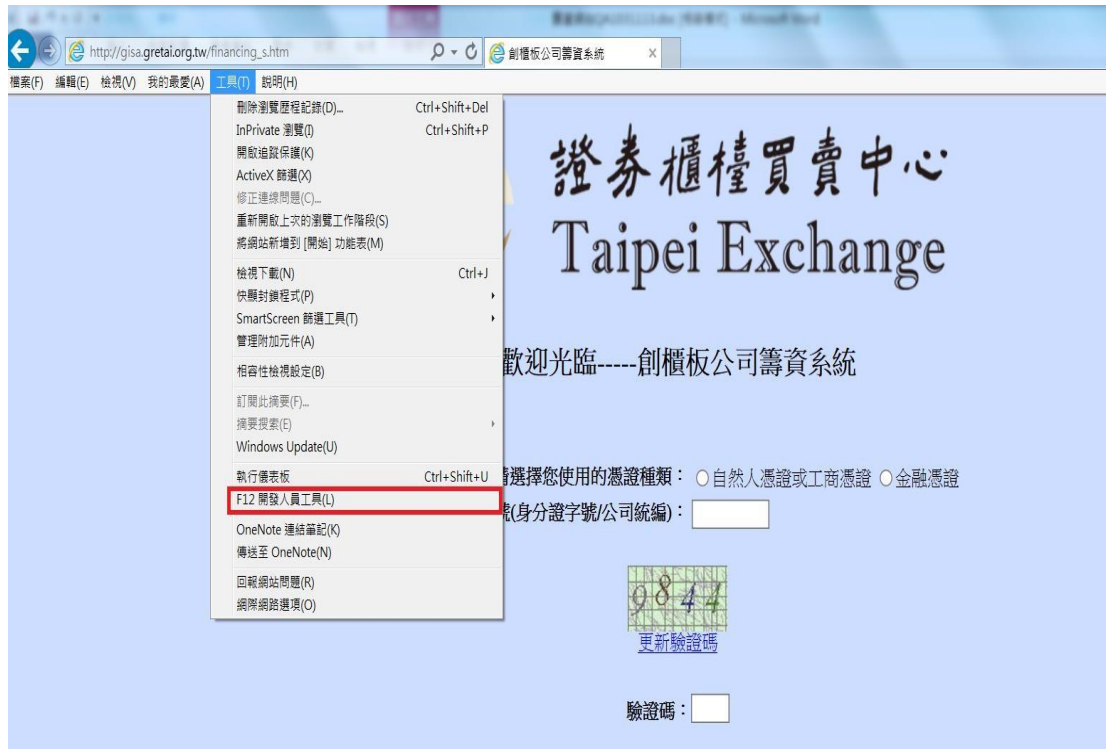 http://gisa.gretai.org.tw/financing_s.htm
創櫃板公司籌資系統
檔案(F) 編輯(E) 檢視(V) 我的最愛(A) 工具(T) 說明(H)
刪除瀏覽歷程記錄(D)... Ctrl+Shift+Del
InPrivate 瀏覽(I) Ctrl+Shift+P
開啟追蹤保護(K)
ActiveX 篩選(X)
修正連線問題(C)...
重新開啟上次的瀏覽工作階段(S)
將網站新增到 [開始] 功能表(M)
檢視下載(N) Ctrl+J
快顯封鎖程式(P)
SmartScreen 篩選工具(T)
管理附加元件(A)
相容性檢視設定(B)
訂閱此摘要(F)...
摘要搜索(E)
Windows Update(U)
執行儀表板 Ctrl+Shift+U
F12 開發人員工具(L)
OneNote 連結筆記(K)
傳送至 OneNote(N)
回報網站問題(R)
網際網路選項(O)
證券櫃檯買賣中心
Taipei Exchange
歡迎光臨-----創櫃板公司籌資系統
選擇您使用的憑證種類： 自然人憑證或工商憑證 金融憑證
(身分證字號/公司統編)：
9844
更新驗證碼
驗證碼：